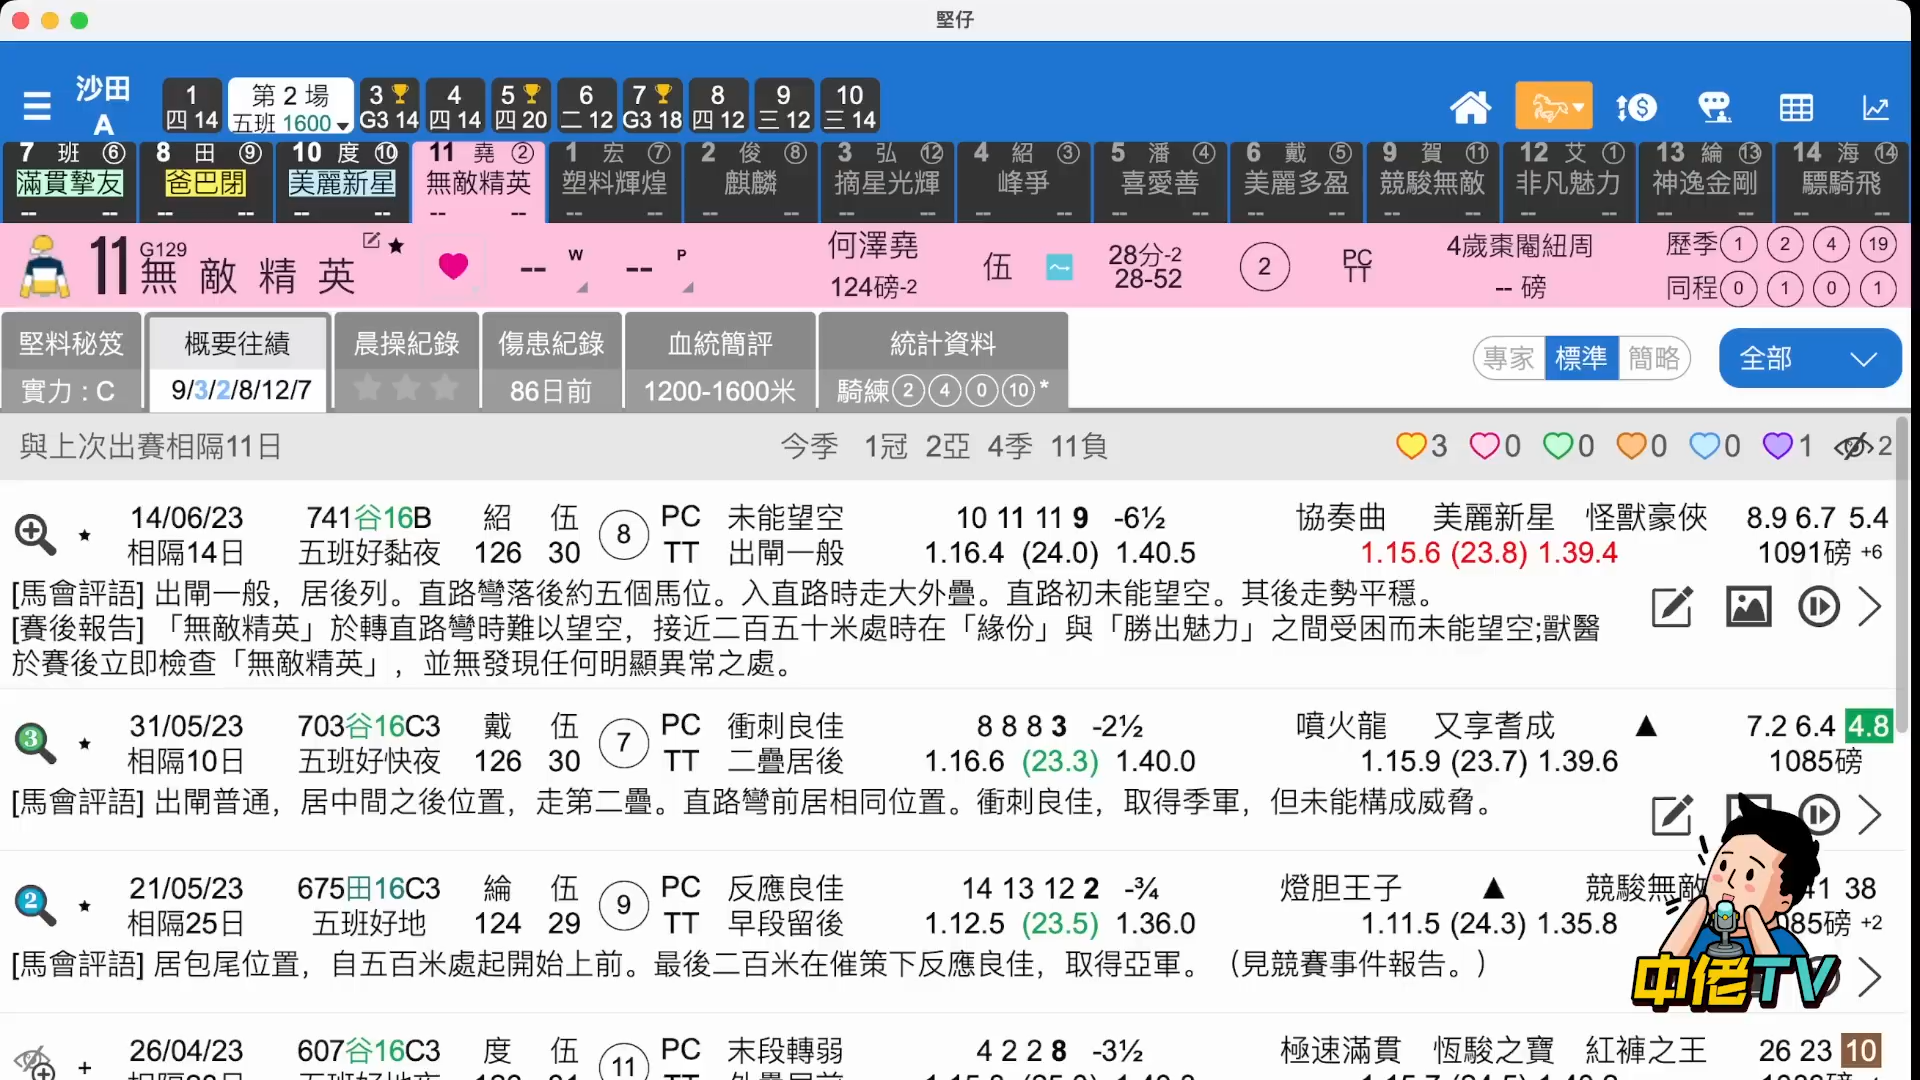 堅仔
沙田 A
1 四 14
第 2 場 五班 1600
3 G3 14
4 四 14
5 四 20
6 二 12
7 G3 18
8 四 12
9 三 12
10 三 14
7 班 6 滿貫摯友 -- --
8 田 9 爸巴閉 -- --
10 度 10 美麗新星 -- --
11 堯 2 無敵精英 -- --
1 宏 7 塑料輝煌 -- --
2 俊 8 麒麟 -- --
3 弘 12 摘星光輝 -- --
4 紹 3 峰爭 -- --
5 潘 4 喜愛善 -- --
6 戴 5 美麗多盈 -- --
9 賀 11 競駿無敵 -- --
12 艾 1 非凡魅力 -- --
13 綸 13 神逸金剛 -- --
14 海 14 驃騎飛 -- --
11 G129 無敵精英 -- W -- P 何澤堯 124磅-2 伍 28分-2 28-52 2 PC TT 4歲棗閹紐周 -- 磅
歷季 1 2 4 19
同程 0 1 0 1
堅料秘笈 概要往績 晨操紀錄 傷患紀錄 血統簡評 統計資料 專家 標準 簡略 全部
實力 : C 9/3/2/8/12/7 86日前 1200-1600米 騎練 2 4 0 10 *
與上次出賽相隔11日 今季 1冠 2亞 4季 11負 3 0 0 0 0 1 2
14/06/23 741谷16B 紹 伍 8 PC 未能望空 10 11 11 9 -6½ 協奏曲 美麗新星 怪獸豪俠 8.9 6.7 5.4
相隔14日 五班好黏夜 126 30 TT 出閘一般 1.16.4 (24.0) 1.40.5 1.15.6 (23.8) 1.39.4 1091磅 +6
[馬會評語] 出閘一般，居後列。直路彎落後約五個馬位。入直路時走大外疊。直路初未能望空。其後走勢平穩。
[賽後報告] 「無敵精英」於轉直路彎時難以望空，接近二百五十米處時在「緣份」與「勝出魅力」之間受困而未能望空;獸醫
於賽後立即檢查「無敵精英」，並無發現任何明顯異常之處。
31/05/23 703谷16C3 戴 伍 7 PC 衝刺良佳 8 8 8 3 -2½ 噴火龍 又享耆成 ▲ 7.2 6.4 4.8
3 相隔10日 五班好快夜 126 30 TT 二疊居後 1.16.6 (23.3) 1.40.0 1.15.9 (23.7) 1.39.6 1085磅
[馬會評語] 出閘普通，居中間之後位置，走第二疊。直路彎前居相同位置。衝刺良佳，取得季軍，但未能構成威脅。
21/05/23 675田16C3 綸 伍 9 PC 反應良佳 14 13 12 2 -¾ 燈胆王子 ▲ 競駿無敵 41 38
2 相隔25日 五班好地 124 29 TT 早段留後 1.12.5 (23.5) 1.36.0 1.11.5 (24.3) 1.35.8 085磅 +2
[馬會評語] 居包尾位置，自五百米處起開始上前。最後二百米在催策下反應良佳，取得亞軍。（見競賽事件報告。）
中佬TV
26/04/23 607谷16C3 度 伍 11 PC 末段轉弱 4 2 2 8 -3½ 極速滿貫 恆駿之寶 紅褲之王 26 23 10